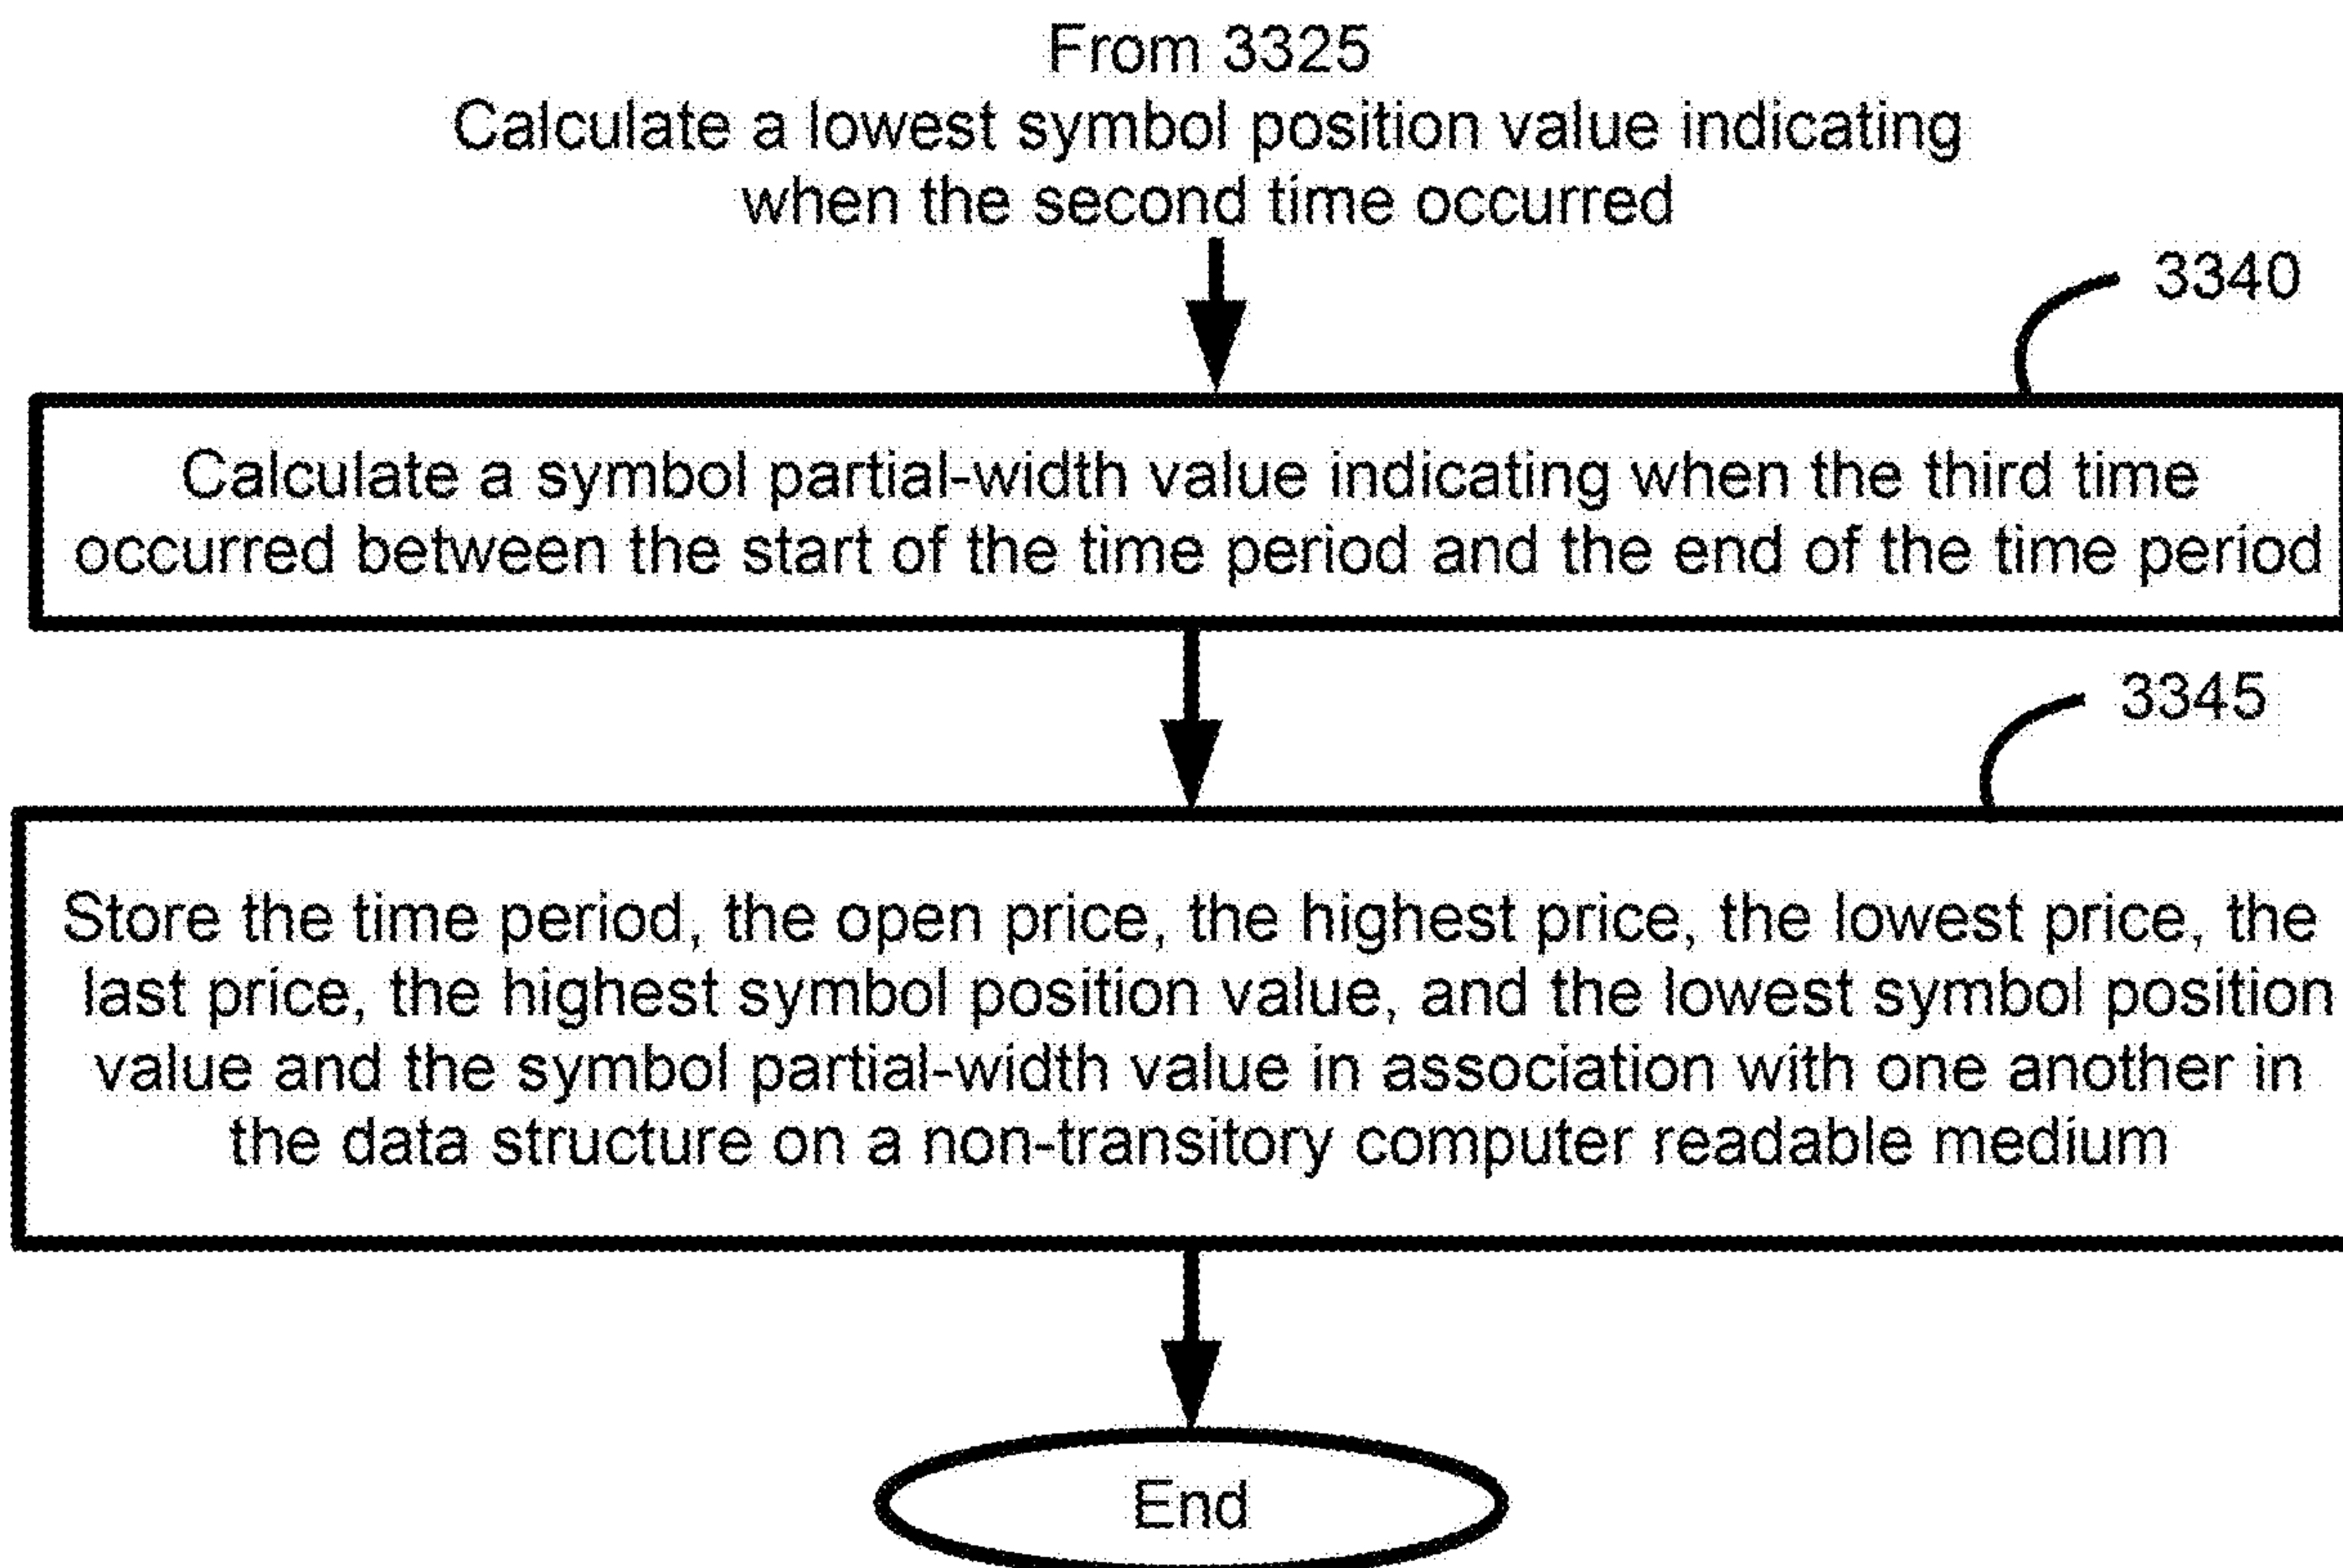 From 3325
Calculate a lowest symbol position value indicating
when the second time occurred
3340
Calculate a symbol partial-width value indicating when the third time
occurred between the start of the time period and the end of the time period
3345
Store the time period, the open price, the highest price, the lowest price, the
last price, the highest symbol position value, and the lowest symbol position
value and the symbol partial-width value in association with one another in
the data structure on a non-transitory computer readable medium
End